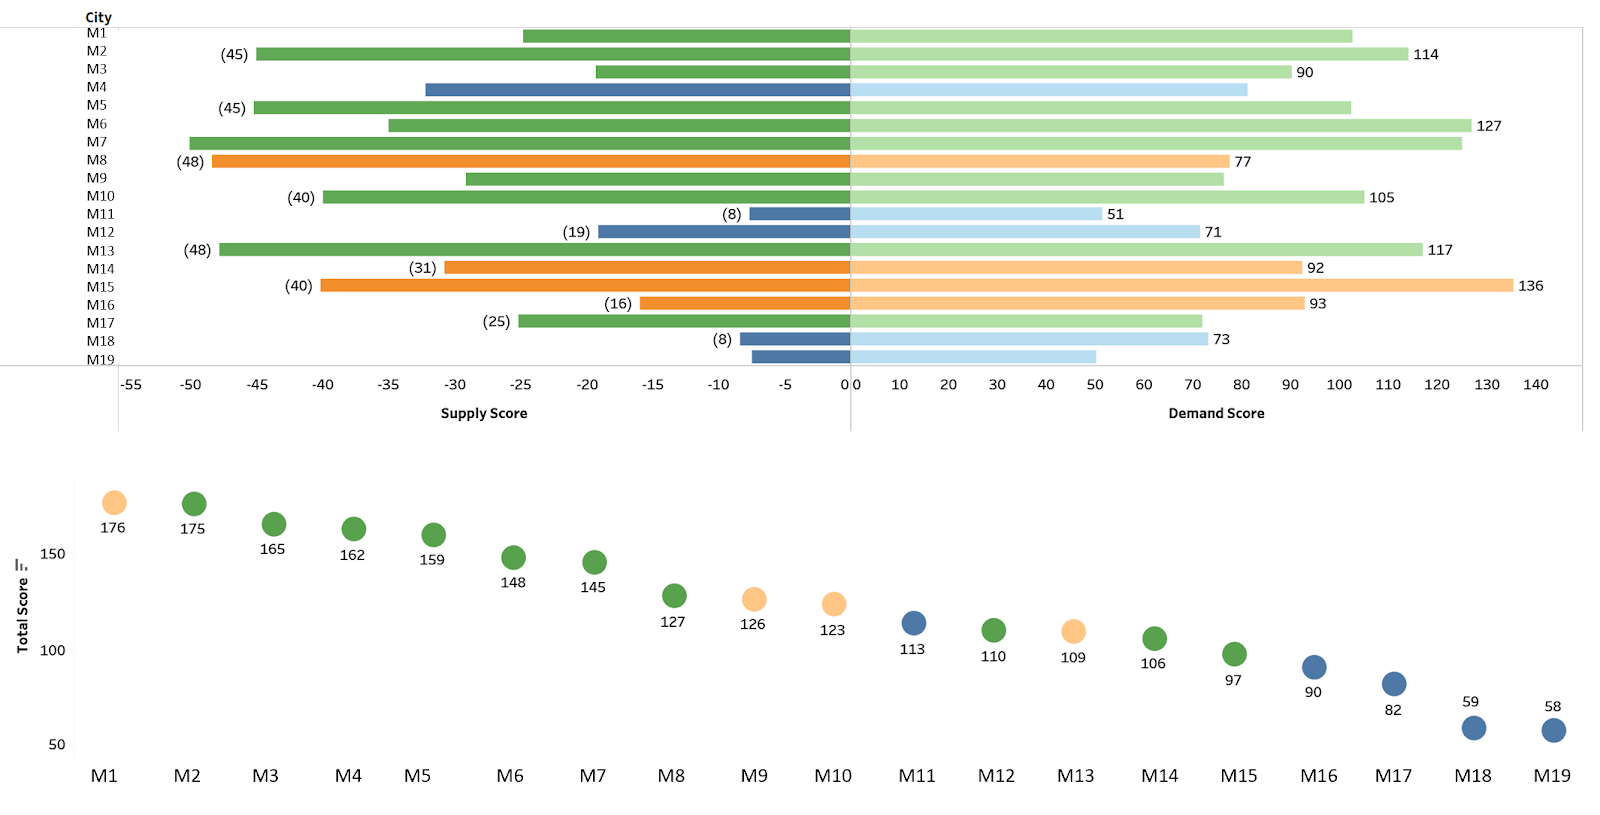 City
M1
M2 (45) 114
M3 90
M4
M5 (45)
M6 127
M7
M8 (48) 77
M9
M10 (40) 105
M11 (8) 51
M12 (19) 71
M13 (48) 117
M14 (31) 92
M15 (40) 136
M16 (16) 93
M17 (25)
M18 (8) 73
M19
-55 -50 -45 -40 -35 -30 -25 -20 -15 -10 -5 0 0 10 20 30 40 50 60 70 80 90 100 110 120 130 140
Supply Score Demand Score
Total Score
150
100
50
176 175 165 162 159 148 145 127 126 123 113 110 109 106 97 90 82 59 58
M1 M2 M3 M4 M5 M6 M7 M8 M9 M10 M11 M12 M13 M14 M15 M16 M17 M18 M19